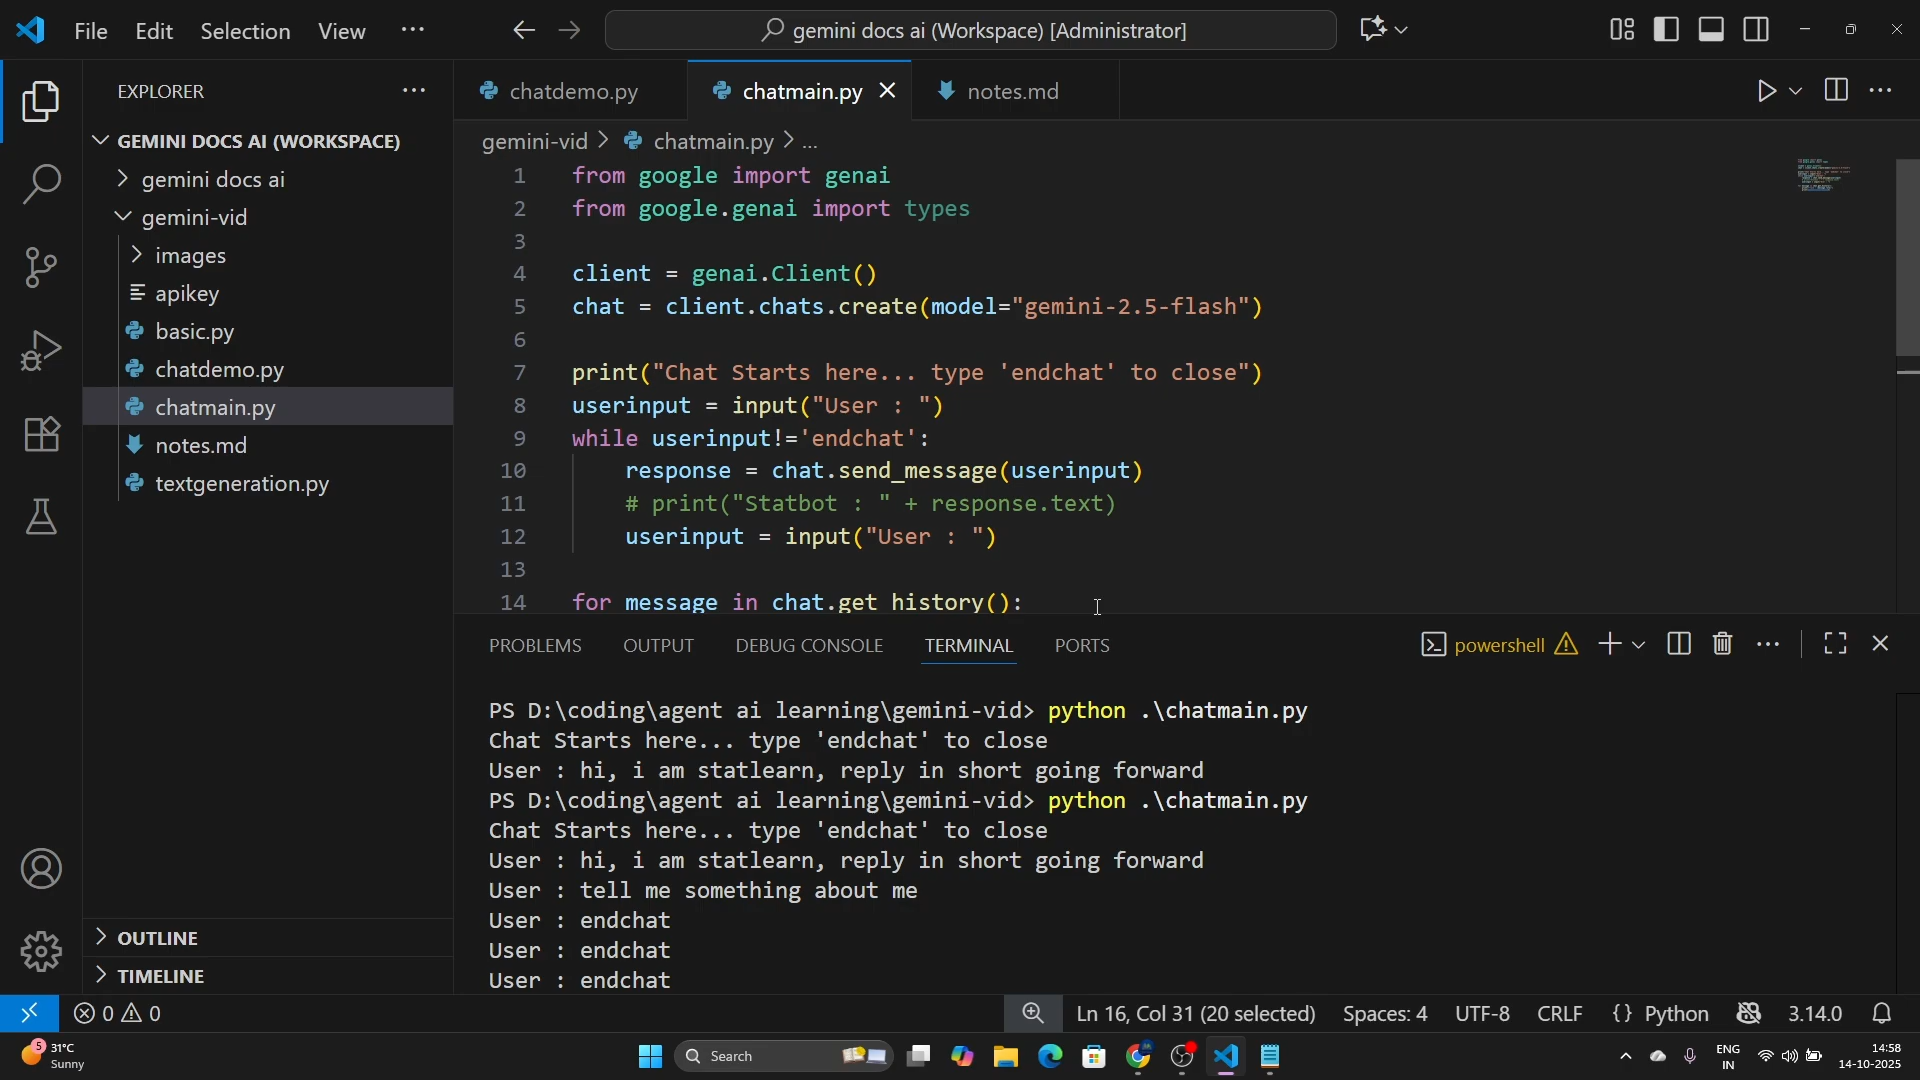 File Edit Selection View ···
gemini docs ai (Workspace) [Administrator]
EXPLORER
chatdemo.py
chatmain.py
notes.md
GEMINI DOCS AI (WORKSPACE)
gemini docs ai
gemini-vid
images
apikey
basic.py
chatdemo.py
chatmain.py
notes.md
textgeneration.py
OUTLINE
TIMELINE
gemini-vid > chatmain.py > ...
1 from google import genai
2 from google.genai import types
3
4 client = genai.Client()
5 chat = client.chats.create(model="gemini-2.5-flash")
6
7 print("Chat Starts here... type 'endchat' to close")
8 userinput = input("User : ")
9 while userinput!='endchat':
10 response = chat.send_message(userinput)
11 # print("Statbot : " + response.text)
12 userinput = input("User : ")
13
14 for message in chat.get_history():
PROBLEMS OUTPUT DEBUG CONSOLE TERMINAL PORTS
powershell
PS D:\coding\agent ai learning\gemini-vid> python .\chatmain.py
Chat Starts here... type 'endchat' to close
User : hi, i am statlearn, reply in short going forward
PS D:\coding\agent ai learning\gemini-vid> python .\chatmain.py
Chat Starts here... type 'endchat' to close
User : hi, i am statlearn, reply in short going forward
User : tell me something about me
User : endchat
User : endchat
User : endchat
0 0
Ln 16, Col 31 (20 selected) Spaces: 4 UTF-8 CRLF {} Python 3.14.0
5
31°C
Sunny
Search
ENG
IN
14:58
14-10-2025